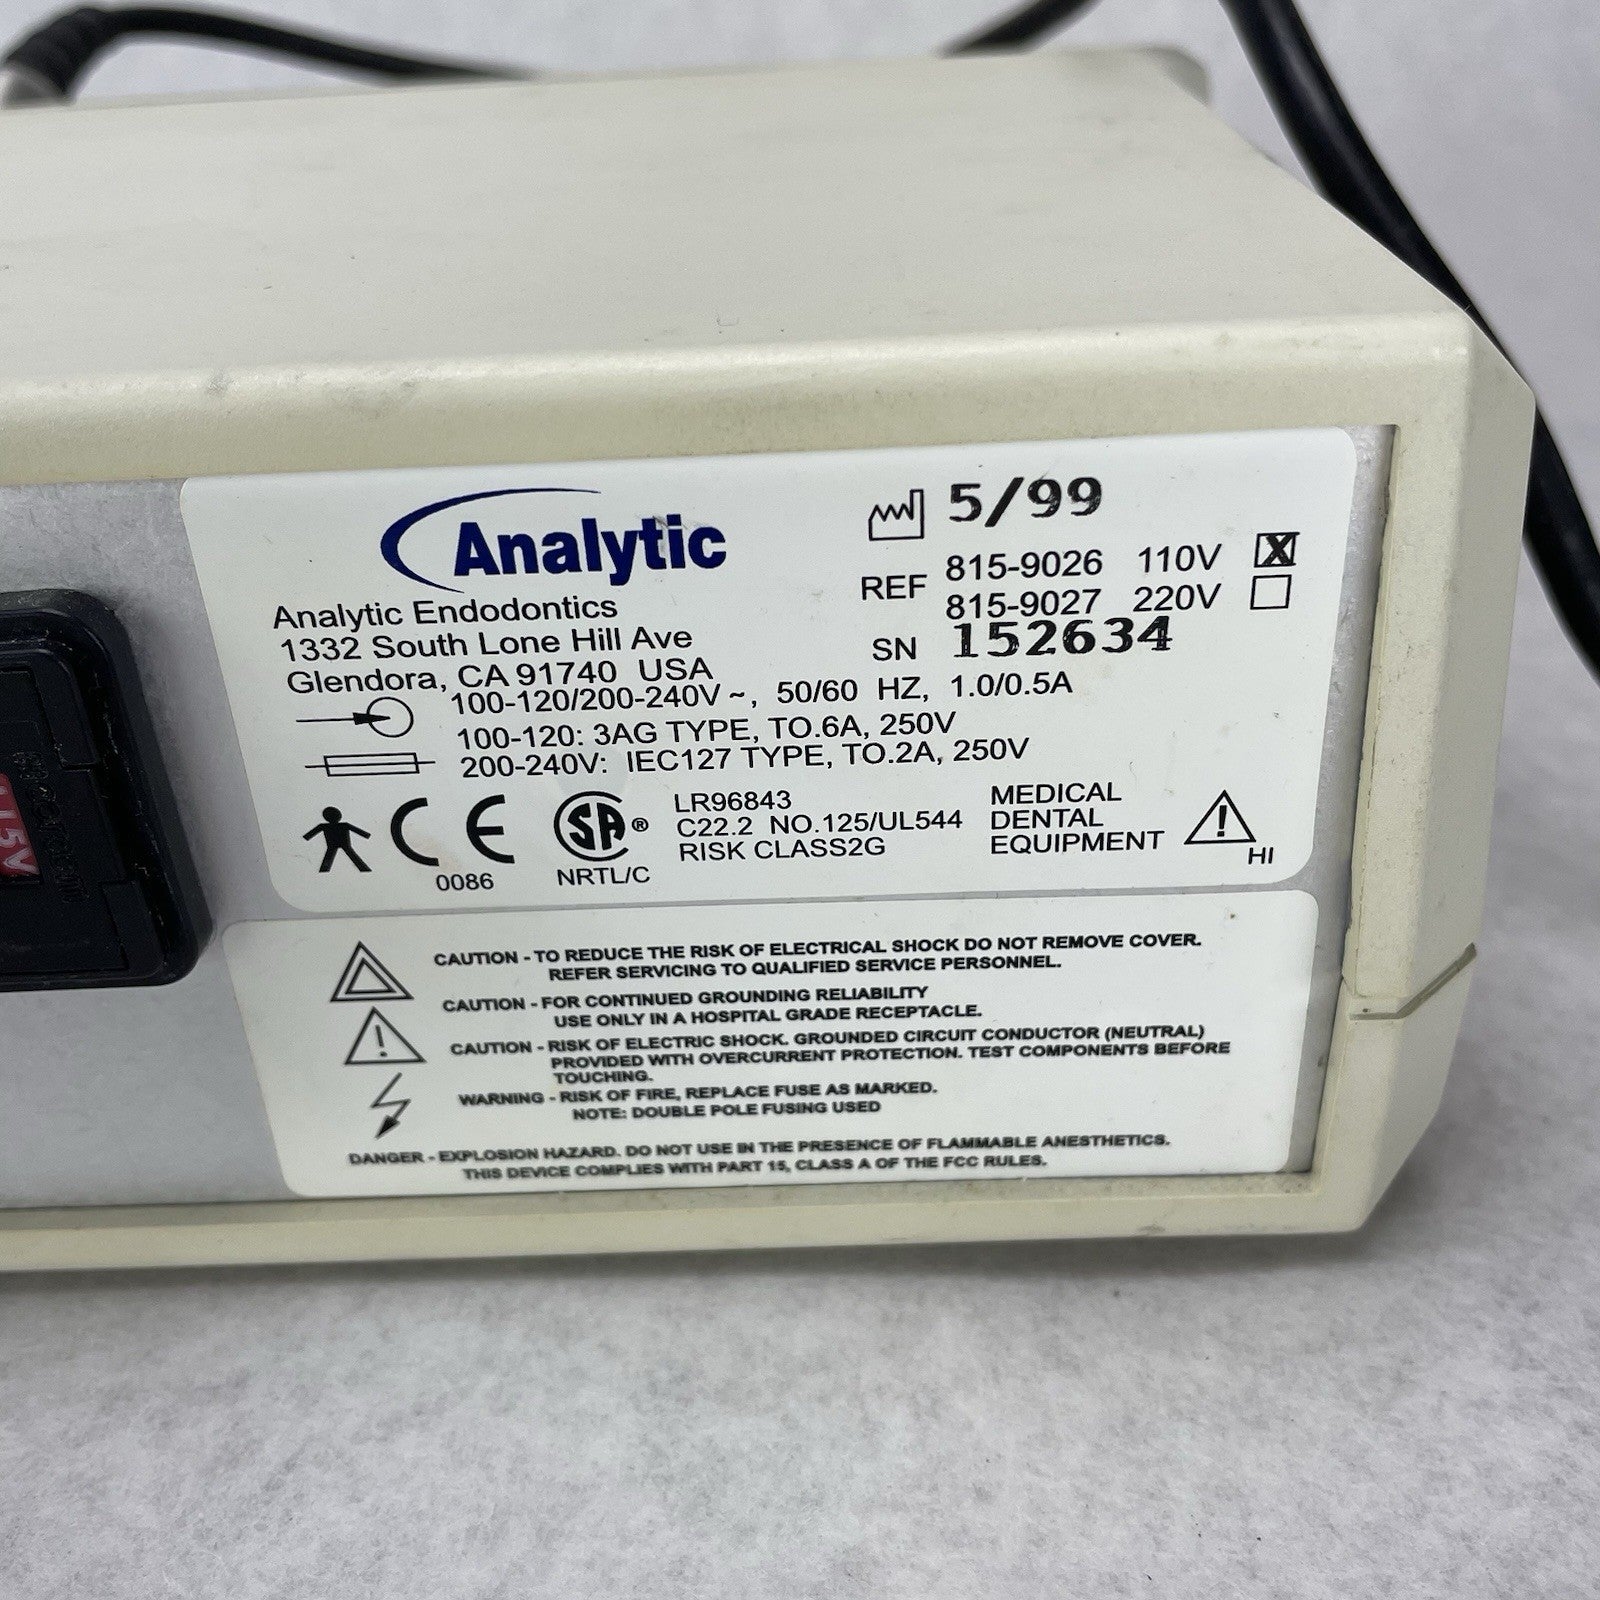 Analytic
Analytic Endodontics
1332 South Lone Hill Ave
Glendora, CA 91740 USA
5/99
REF 815-9026 110V X
815-9027 220V
SN 152634
100-120/200-240V ~, 50/60 HZ, 1.0/0.5A
100-120: 3AG TYPE, TO.6A, 250V
200-240V: IEC127 TYPE, TO.2A, 250V
CE
0086
SA ®
NRTL/C
LR96843
C22.2 NO.125/UL544
RISK CLASS2G
MEDICAL
DENTAL
EQUIPMENT
!
HI
CAUTION - TO REDUCE THE RISK OF ELECTRICAL SHOCK DO NOT REMOVE COVER.
REFER SERVICING TO QUALIFIED SERVICE PERSONNEL.
CAUTION - FOR CONTINUED GROUNDING RELIABILITY
USE ONLY IN A HOSPITAL GRADE RECEPTACLE.
!
CAUTION - RISK OF ELECTRIC SHOCK. GROUNDED CIRCUIT CONDUCTOR (NEUTRAL)
PROVIDED WITH OVERCURRENT PROTECTION. TEST COMPONENTS BEFORE
TOUCHING.
WARNING - RISK OF FIRE, REPLACE FUSE AS MARKED.
NOTE: DOUBLE POLE FUSING USED
DANGER - EXPLOSION HAZARD. DO NOT USE IN THE PRESENCE OF FLAMMABLE ANESTHETICS.
THIS DEVICE COMPLIES WITH PART 15, CLASS A OF THE FCC RULES.
115V